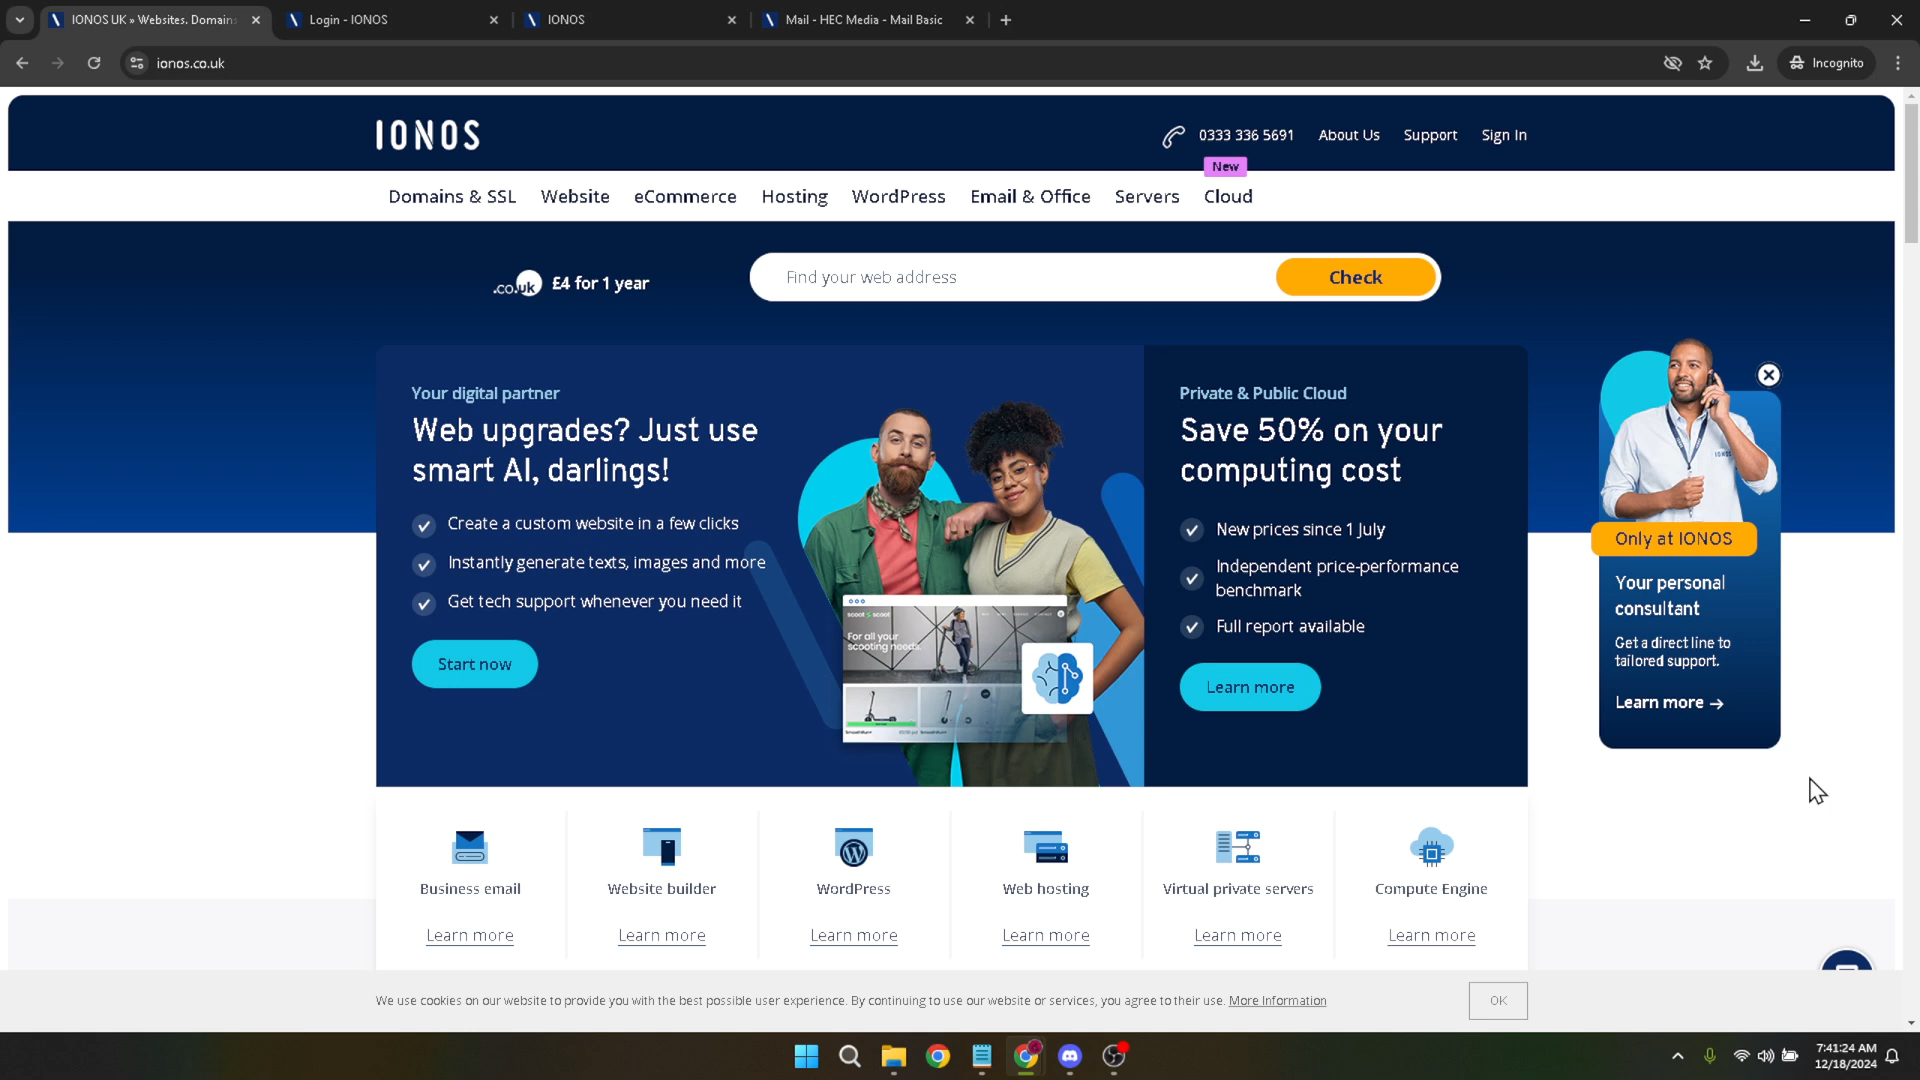 IONOS UK » Websites. Domains
Login - IONOS
IONOS
Mail - HEC Media - Mail Basic
ionos.co.uk
Incognito
IONOS
0333 336 5691
About Us
Support
Sign In
New
Domains & SSL
Website
eCommerce
Hosting
WordPress
Email & Office
Servers
Cloud
.co.uk
£4 for 1 year
Find your web address
Check
Your digital partner
Web upgrades? Just use
smart AI, darlings!
Create a custom website in a few clicks
Instantly generate texts, images and more
Get tech support whenever you need it
Start now
scoot scoot
For all your
scooting needs.
Private & Public Cloud
Save 50% on your
computing cost
New prices since 1 July
Independent price-performance
benchmark
Full report available
Learn more
IONOS
Only at IONOS
Your personal
consultant
Get a direct line to
tailored support.
Learn more →
Business email
Website builder
WordPress
Web hosting
Virtual private servers
Compute Engine
Learn more
Learn more
Learn more
Learn more
Learn more
Learn more
We use cookies on our website to provide you with the best possible user experience. By continuing to use our website or services, you agree to their use. More Information
OK
7:41:24 AM
12/18/2024